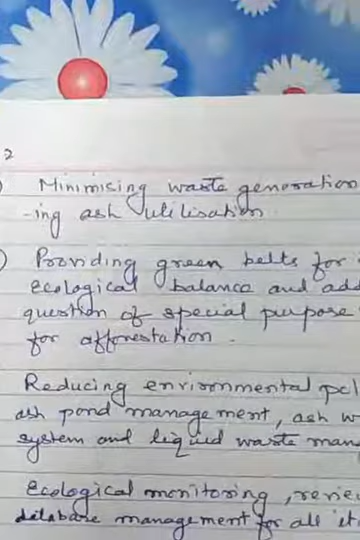 2
) Minimising waste generation
-ing ash utilisation
) Providing green belts for
ecological balance and add
question of special purpose
for afforestation.
Reducing environmental pol
ash pond management, ash w
system and liquid waste man
Ecological monitoring, revie
database management for all it